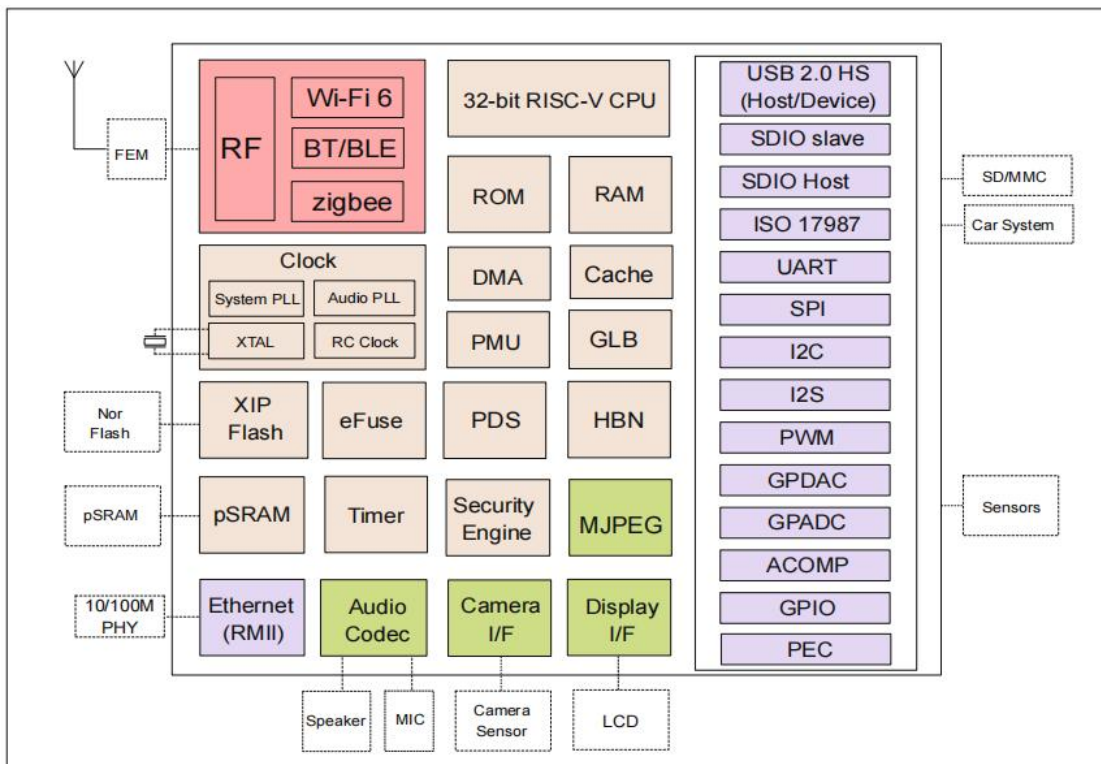 RF
Wi-Fi 6
BT/BLE
zigbee
FEM
32-bit RISC-V CPU
ROM
RAM
Clock
System PLL
Audio PLL
XTAL
RC Clock
DMA
Cache
PMU
GLB
Nor
Flash
XIP
Flash
eFuse
PDS
HBN
pSRAM
pSRAM
Timer
Security
Engine
MJPEG
10/100M
PHY
Ethernet
(RMII)
Audio
Codec
Camera
I/F
Display
I/F
Speaker
MIC
Camera
Sensor
LCD
USB 2.0 HS
(Host/Device)
SDIO slave
SDIO Host
ISO 17987
UART
SPI
I2C
I2S
PWM
GPDAC
GPADC
ACOMP
GPIO
PEC
SD/MMC
Car System
Sensors